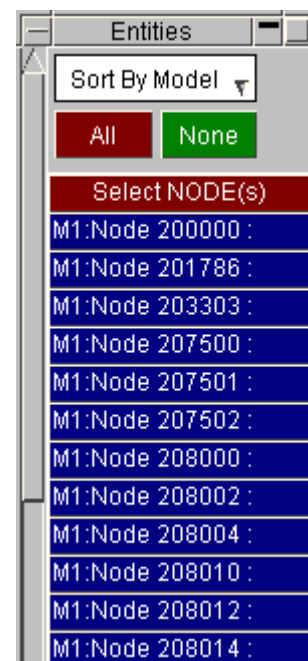 Entities
Sort By Model
All None
Select NODE(s)
M1:Node 200000 :
M1:Node 201786 :
M1:Node 203303 :
M1:Node 207500 :
M1:Node 207501 :
M1:Node 207502 :
M1:Node 208000 :
M1:Node 208002 :
M1:Node 208004 :
M1:Node 208010 :
M1:Node 208012 :
M1:Node 208014 :